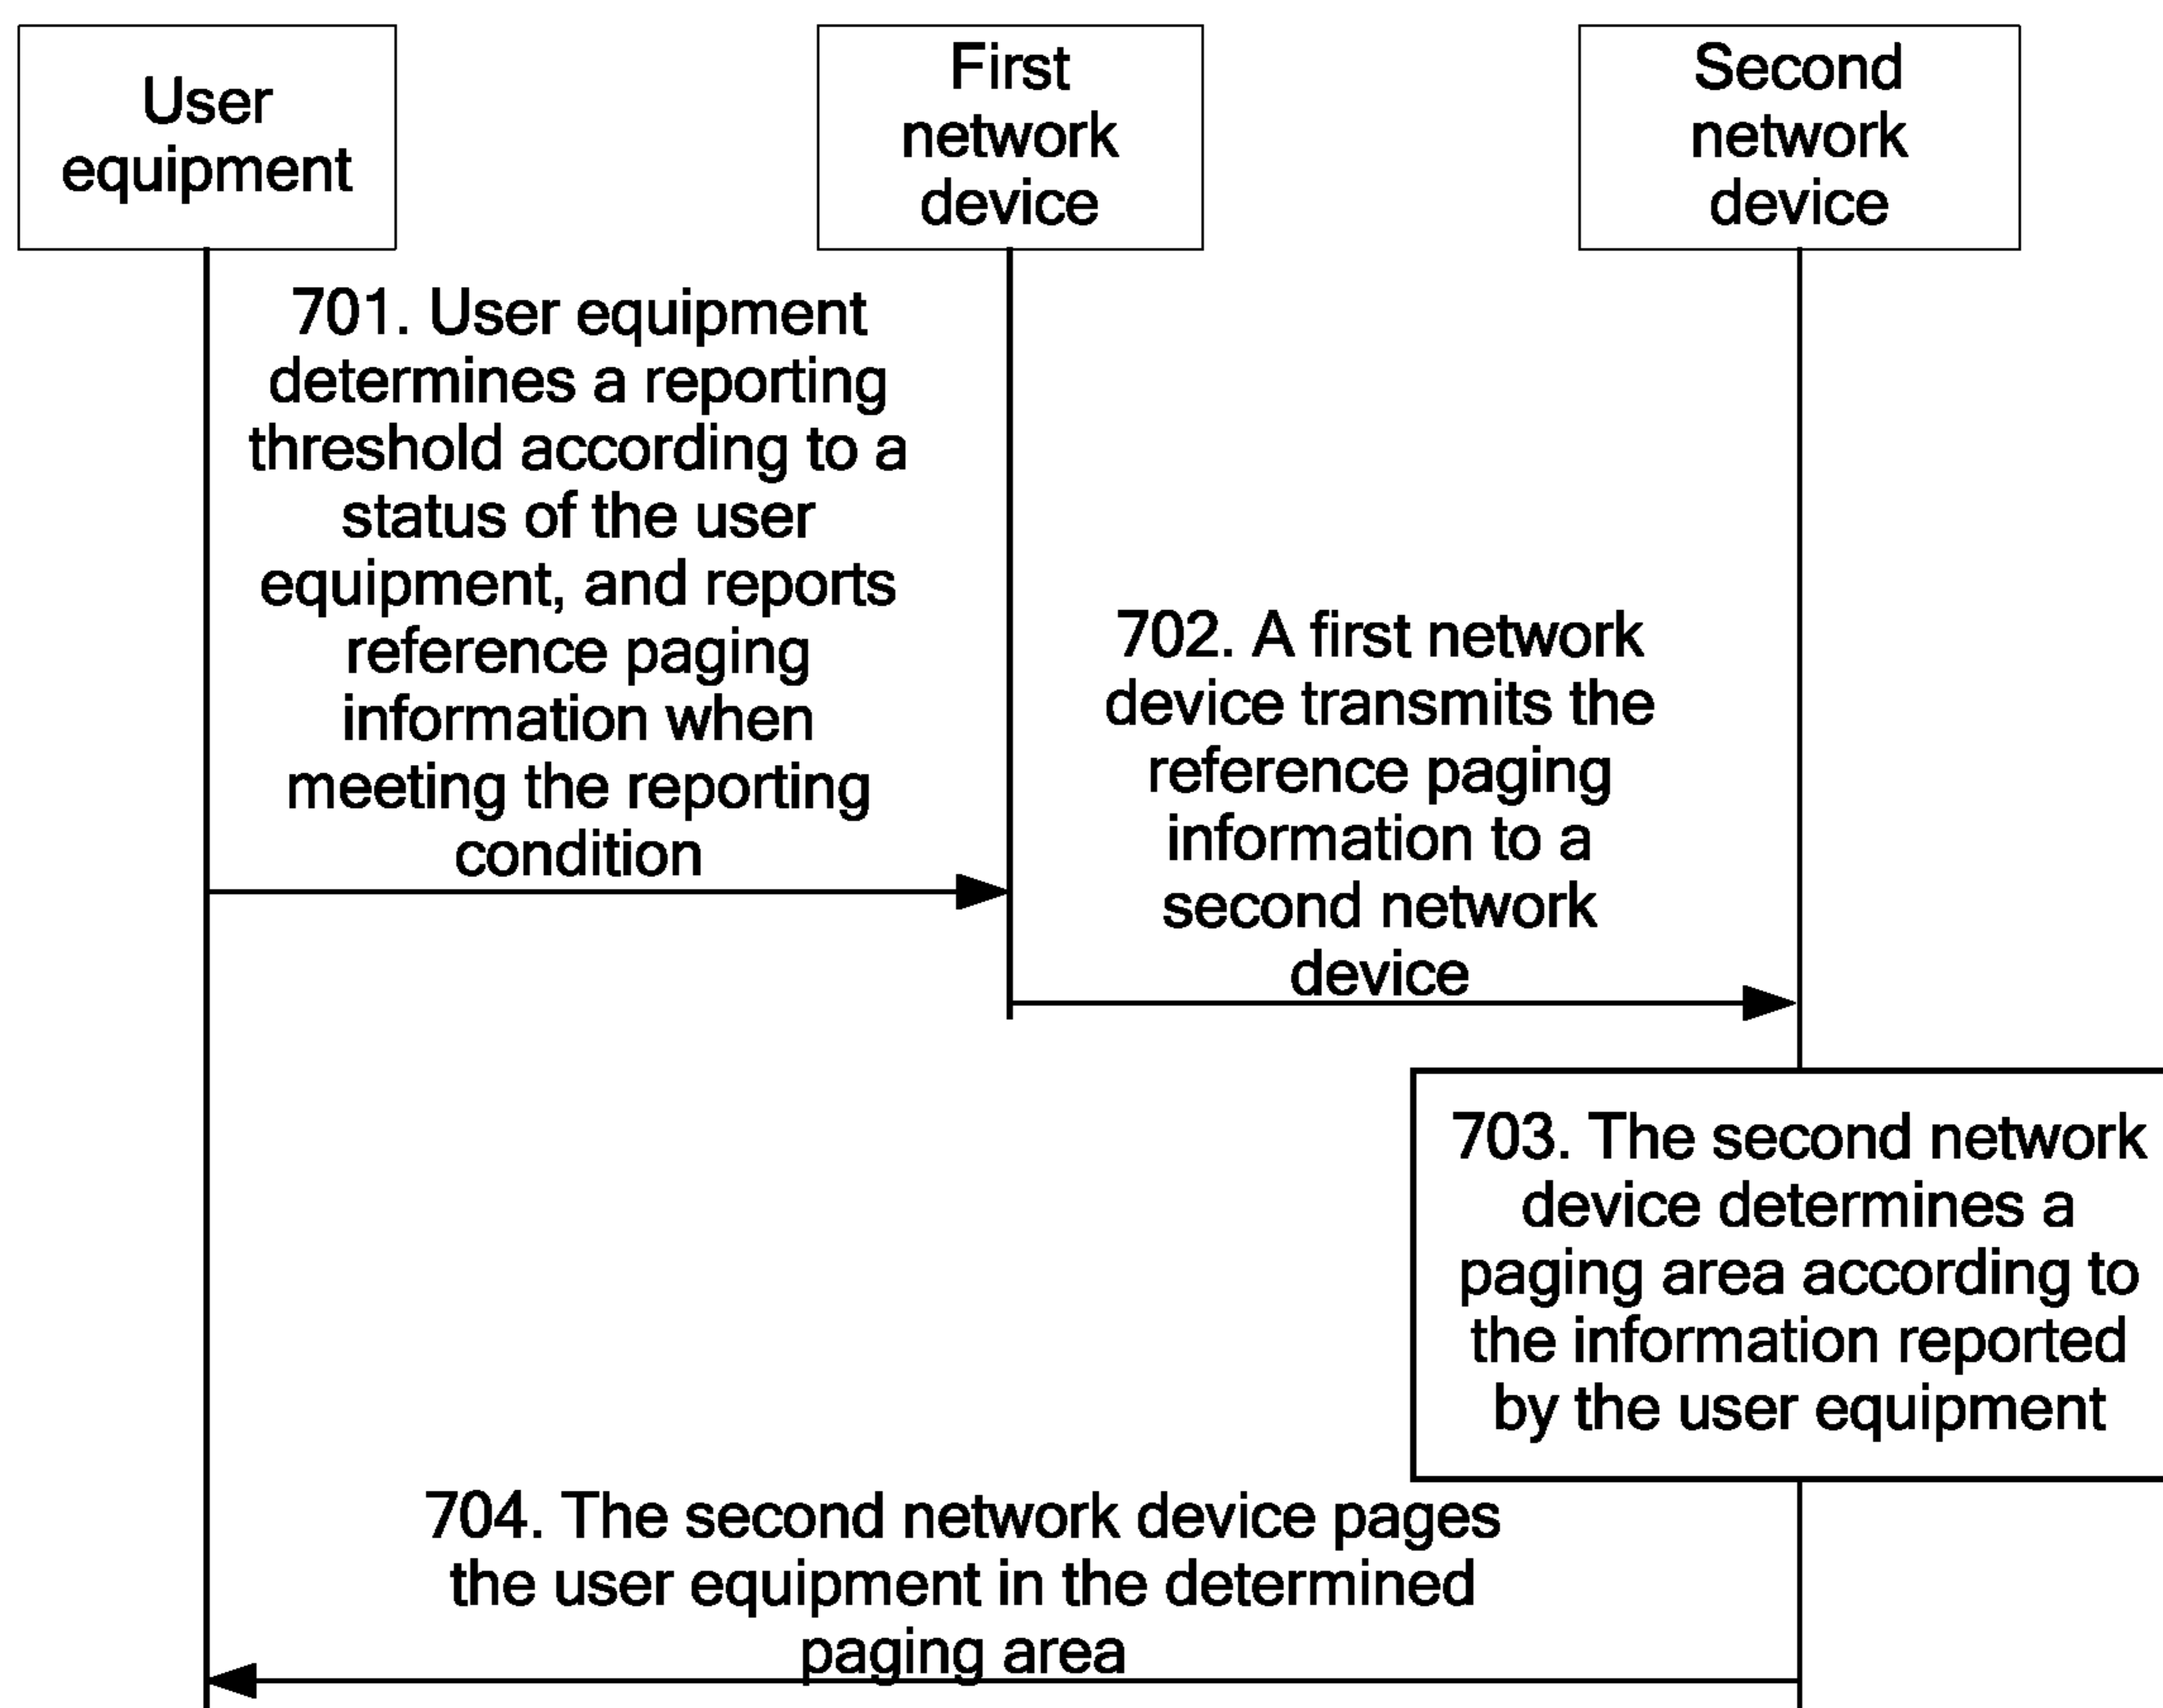 User
equipment
First
network
device
Second
network
device
701. User equipment
determines a reporting
threshold according to a
status of the user
equipment, and reports
reference paging
information when
meeting the reporting
condition
702. A first network
device transmits the
reference paging
information to a
second network
device
703. The second network
device determines a
paging area according to
the information reported
by the user equipment
704. The second network device pages
the user equipment in the determined
paging area